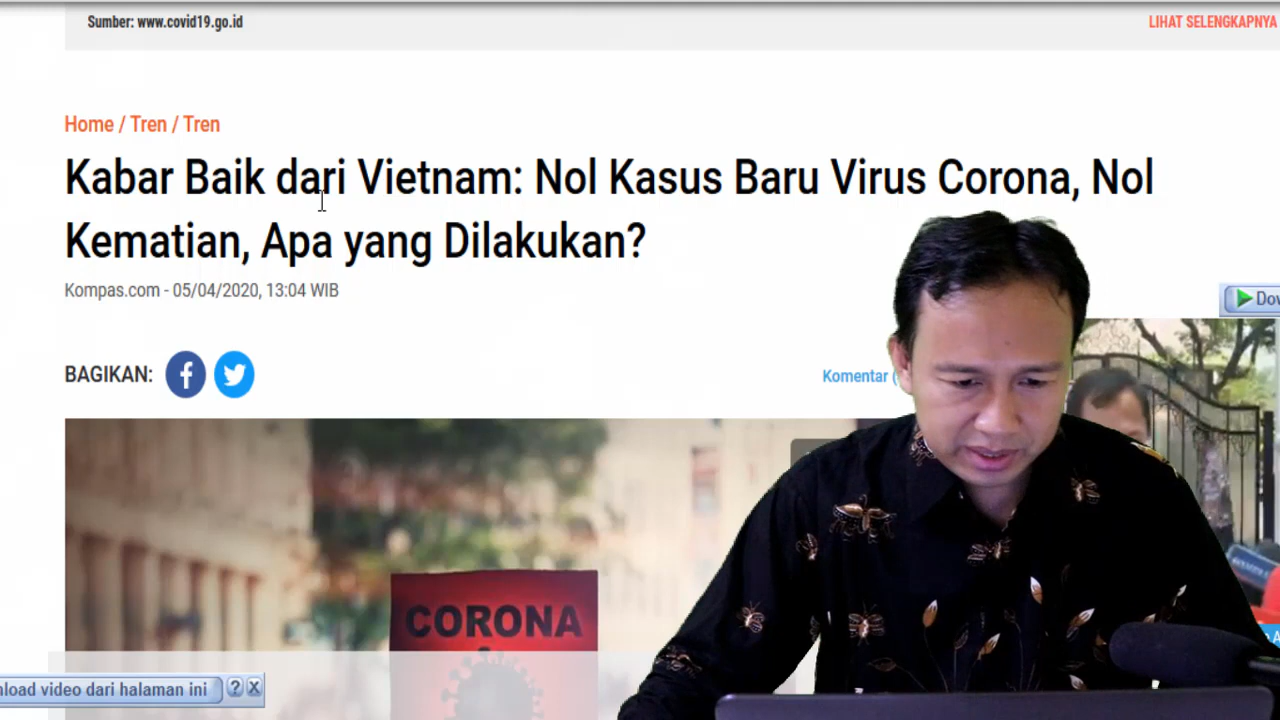 Sumber: www.covid19.go.id
LIHAT SELENGKAPNYA
Home / Tren / Tren
Kabar Baik dari Vietnam: Nol Kasus Baru Virus Corona, Nol
Kematian, Apa yang Dilakukan?
Kompas.com - 05/04/2020, 13:04 WIB
BAGIKAN:
Komentar (
CORONA
video dari halaman ini